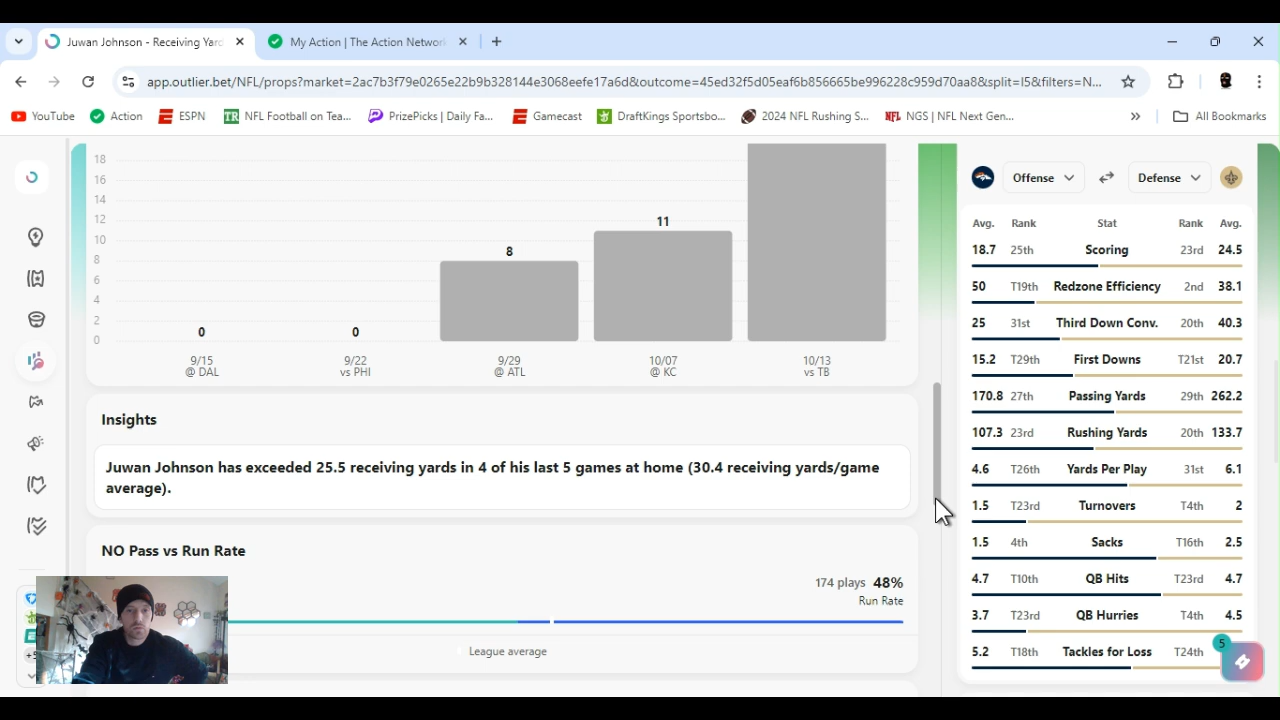 Juwan Johnson - Receiving Yard
My Action | The Action Network
app.outlier.bet/NFL/props?market=2ac7b3f79e0265e22b9b328144e3068eefe17a6d&outcome=45ed32f5d05eaf6b856665be996228c959d70aa8&split=l5&filters=N...
YouTube
Action
ESPN
NFL Football on Tea...
PrizePicks | Daily Fa...
Gamecast
DraftKings Sportsbo...
2024 NFL Rushing S...
NFL NGS | NFL Next Gen...
»
All Bookmarks
18
16
14
12
10
8
6
4
2
0
0
0
8
11
9/15
@ DAL
9/22
vs PHI
9/29
@ ATL
10/07
@ KC
10/13
vs TB
Insights
Juwan Johnson has exceeded 25.5 receiving yards in 4 of his last 5 games at home (30.4 receiving yards/game
average).
NO Pass vs Run Rate
174 plays 48%
Run Rate
League average
Offense
Defense
Avg. Rank Stat Rank Avg.
18.7 25th Scoring 23rd 24.5
50 T19th Redzone Efficiency 2nd 38.1
25 31st Third Down Conv. 20th 40.3
15.2 T29th First Downs T21st 20.7
170.8 27th Passing Yards 29th 262.2
107.3 23rd Rushing Yards 20th 133.7
4.6 T26th Yards Per Play 31st 6.1
1.5 T23rd Turnovers T4th 2
1.5 4th Sacks T16th 2.5
4.7 T10th QB Hits T23rd 4.7
3.7 T23rd QB Hurries T4th 4.5
5.2 T18th Tackles for Loss T24th
5